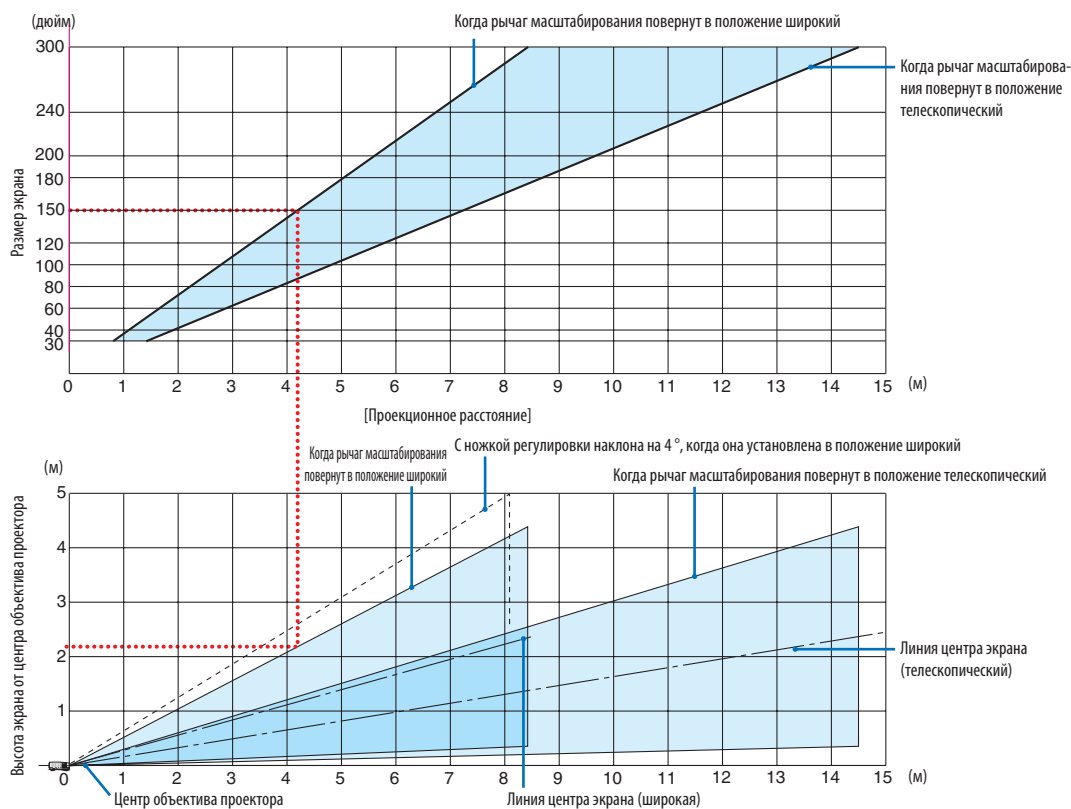 (дюйм)
Когда рычаг масштабирования повернут в положение широкий
300
240
200
180
150
120
100
80
60
40
30
Размер экрана
Когда рычаг масштабирова-
ния повернут в положение
телескопический
0 1 2 3 4 5 6 7 8 9 10 11 12 13 14 15 (м)
[Проекционное расстояние]
С ножкой регулировки наклона на 4 °, когда она установлена в положение широкий
Когда рычаг масштабирования
повернут в положение широкий
Когда рычаг масштабирования повернут в положение телескопический
(м)
5
4
3
2
1
Высота экрана от центра объектива проектора
Линия центра экрана
(телескопический)
0 1 2 3 4 5 6 7 8 9 10 11 12 13 14 15 (м)
Центр объектива проектора
Линия центра экрана (широкая)